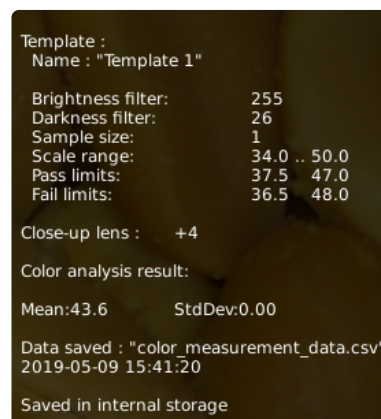 Template :
Name : "Template 1"
Brightness filter: 255
Darkness filter: 26
Sample size: 1
Scale range: 34.0 .. 50.0
Pass limits: 37.5 47.0
Fail limits: 36.5 48.0
Close-up lens : +4
Color analysis result:
Mean:43.6 StdDev:0.00
Data saved : "color_measurement_data.csv"
2019-05-09 15:41:20
Saved in internal storage